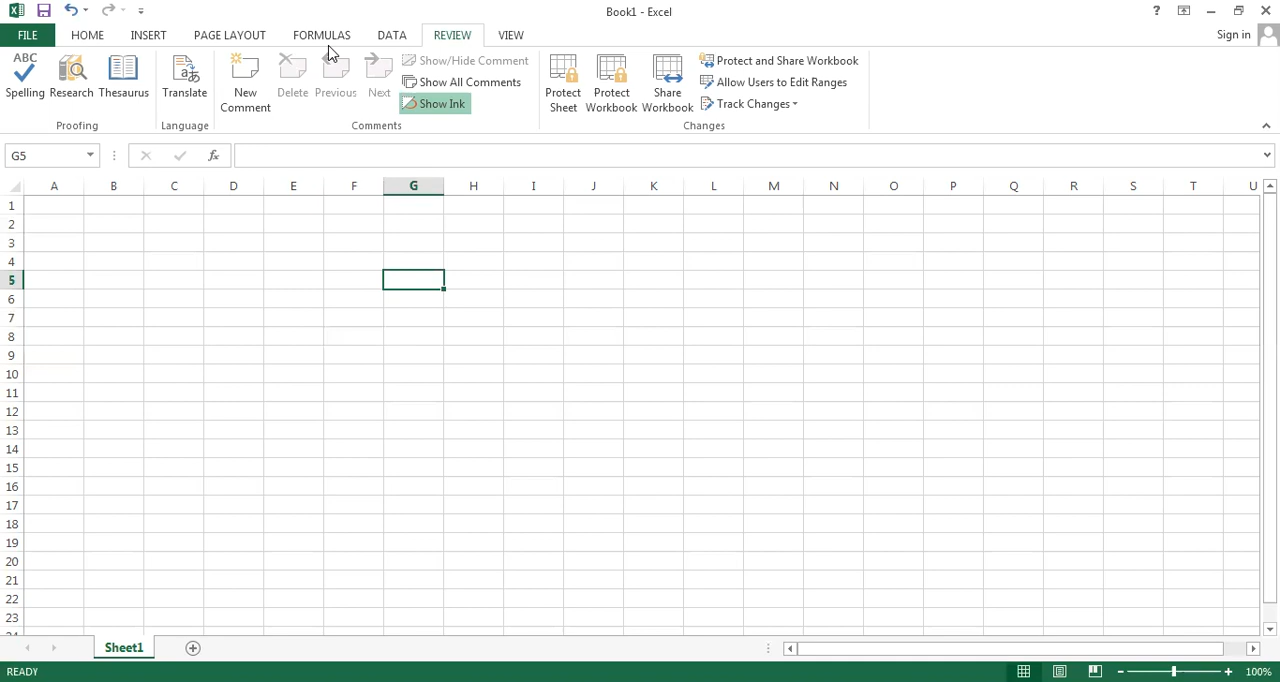 Book1 - Excel
?
FILE HOME INSERT PAGE LAYOUT FORMULAS DATA REVIEW VIEW Sign in
ABC
Spelling Research Thesaurus
Proofing
Translate
Language
New Comment
Delete Previous Next
Show/Hide Comment
Show All Comments
Show Ink
Comments
Protect Sheet
Protect Workbook
Share Workbook
Protect and Share Workbook
Allow Users to Edit Ranges
Track Changes
Changes
G5
fx
A B C D E F G H I J K L M N O P Q R S T U
1
2
3
4
5
6
7
8
9
10
11
12
13
14
15
16
17
18
19
20
21
22
23
24
Sheet1
READY
100%